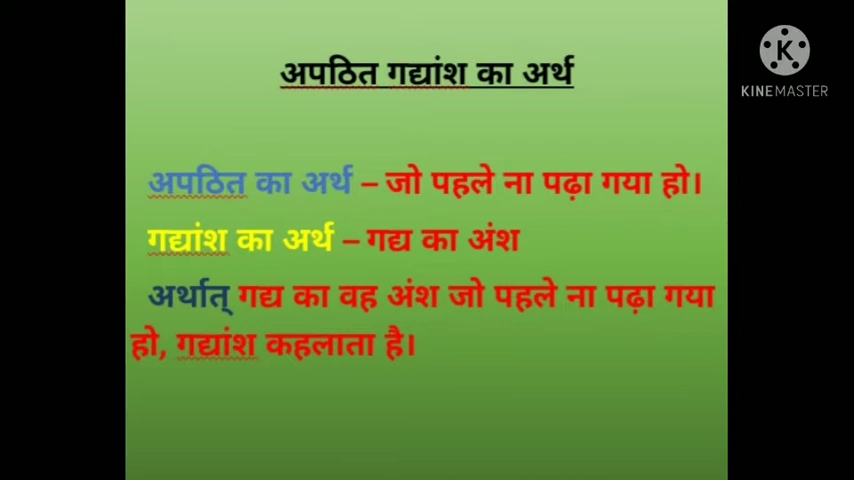 अपठित गद्यांश का अर्थ
K
KINEMASTER
अपठित का अर्थ – जो पहले ना पढ़ा गया हो।
गद्यांश का अर्थ – गद्य का अंश
अर्थात् गद्य का वह अंश जो पहले ना पढ़ा गया
हो, गद्यांश कहलाता है।